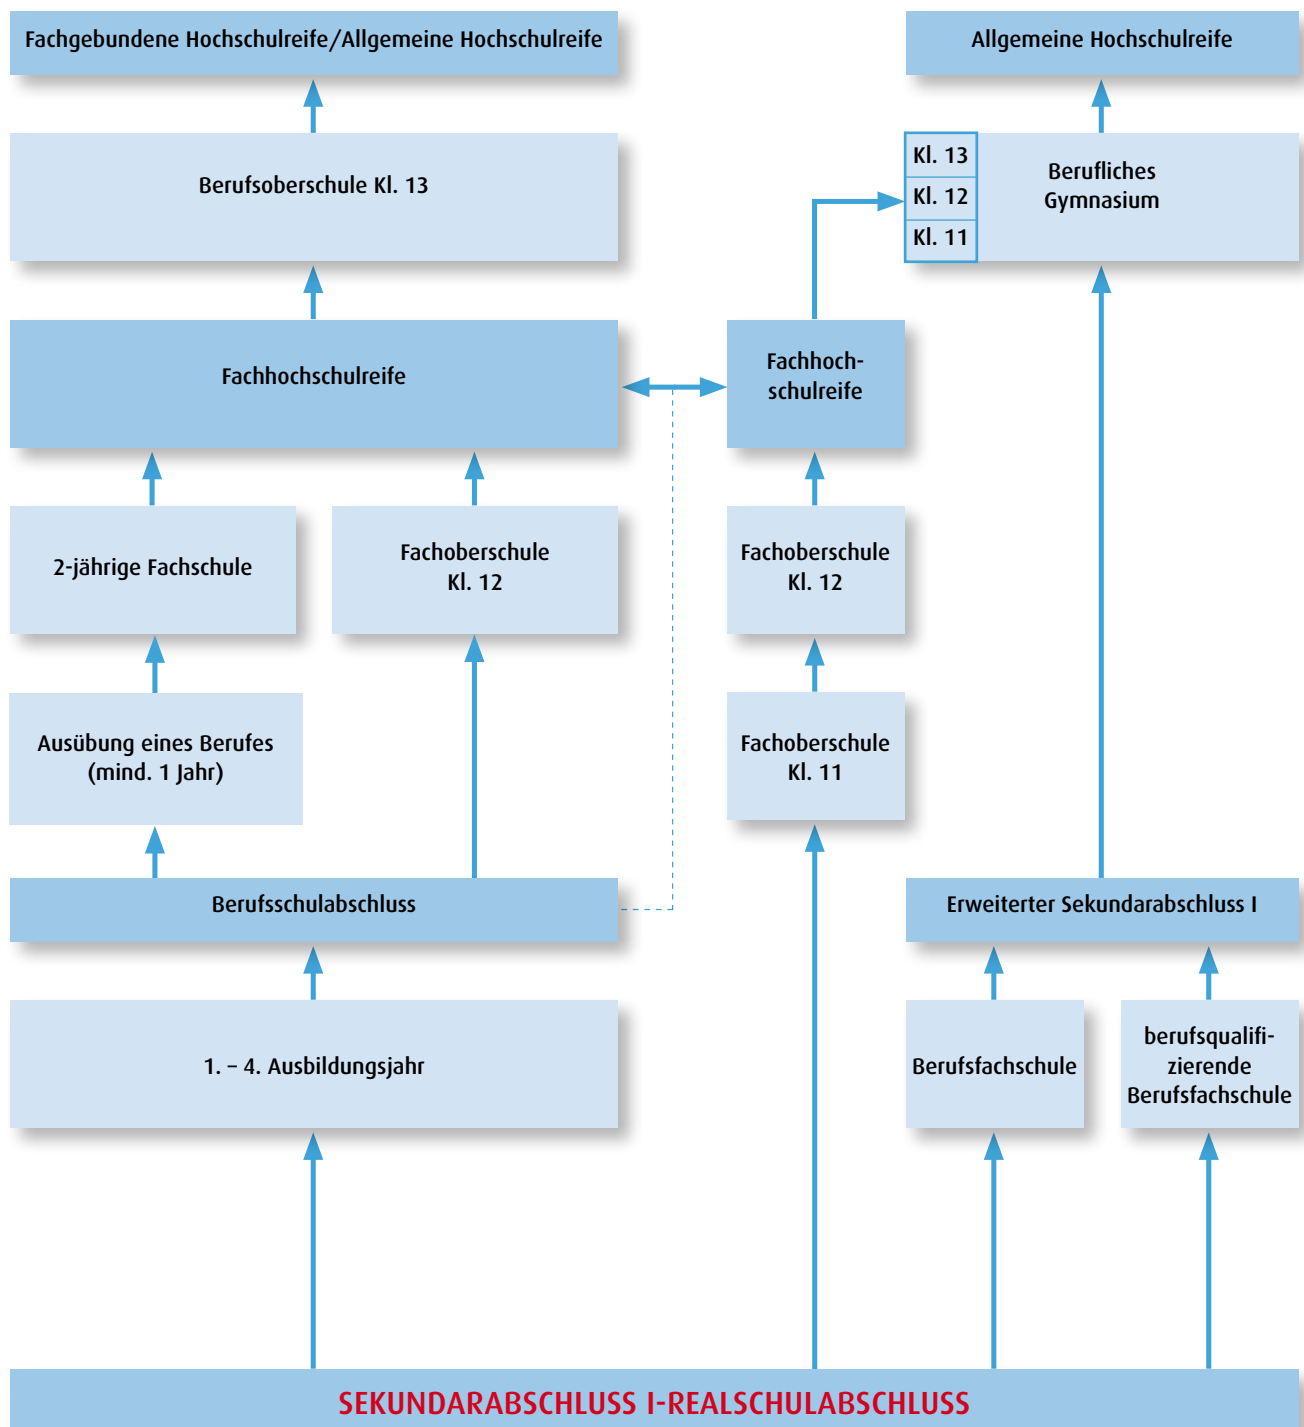 Fachgebundene Hochschulreife/Allgemeine Hochschulreife
Allgemeine Hochschulreife
Berufsoberschule Kl. 13
Kl. 13
Kl. 12
Kl. 11
Berufliches
Gymnasium
Fachhochschulreife
Fachhoch-
schulreife
2-jährige Fachschule
Fachoberschule
Kl. 12
Fachoberschule
Kl. 12
Ausübung eines Berufes
(mind. 1 Jahr)
Fachoberschule
Kl. 11
Berufsschulabschluss
Erweiterter Sekundarabschluss I
1. – 4. Ausbildungsjahr
Berufsfachschule
berufsqualifi-
zierende
Berufsfachschule
SEKUNDARABSCHLUSS I-REALSCHULABSCHLUSS